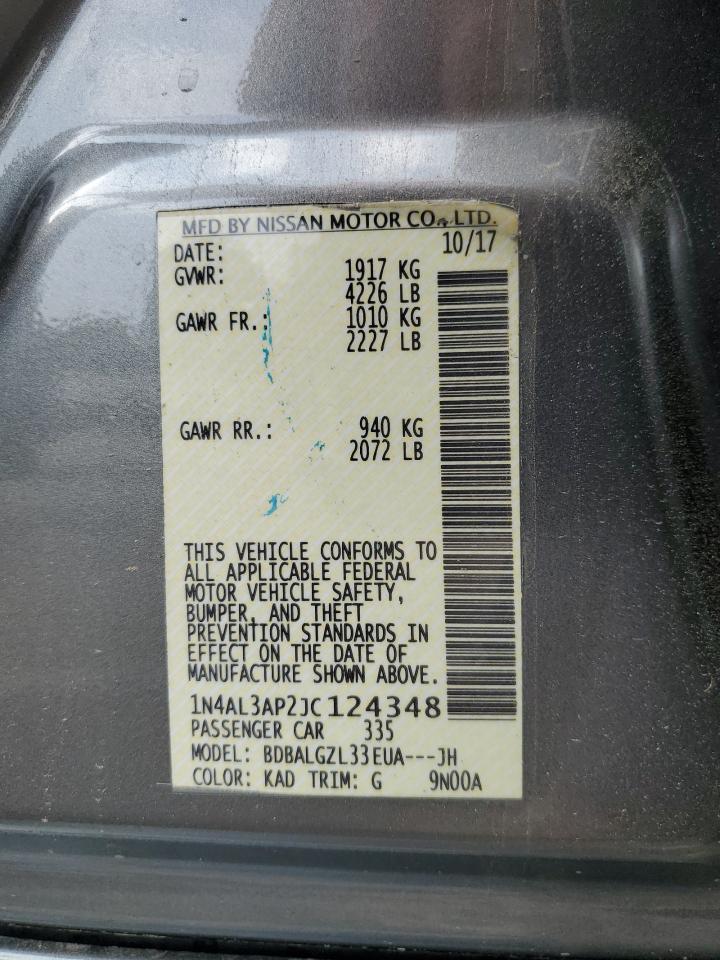 MFD BY NISSAN MOTOR CO., LTD.
DATE: 10/17
GVWR: 1917 KG
4226 LB
GAWR FR.: 1010 KG
2227 LB
GAWR RR.: 940 KG
2072 LB
THIS VEHICLE CONFORMS TO
ALL APPLICABLE FEDERAL
MOTOR VEHICLE SAFETY,
BUMPER, AND THEFT
PREVENTION STANDARDS IN
EFFECT ON THE DATE OF
MANUFACTURE SHOWN ABOVE.
1N4AL3AP2JC124348
PASSENGER CAR 335
MODEL: BDBALGZL33EUA---JH
COLOR: KAD TRIM: G 9N00A